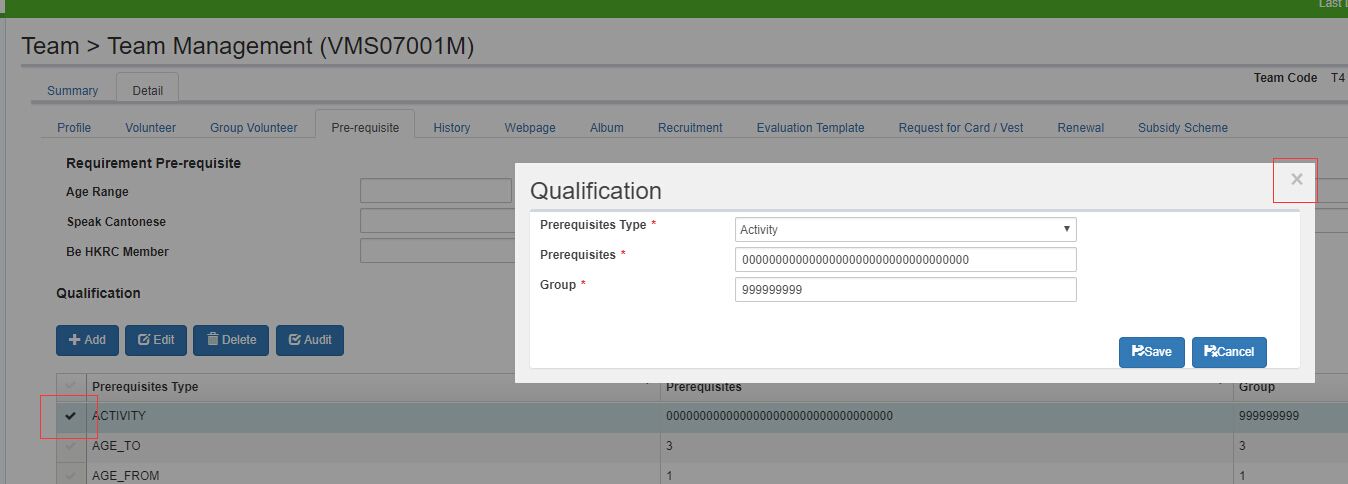 Last
Team > Team Management (VMS07001M)
Team Code T4
Summary Detail
Profile Volunteer Group Volunteer Pre-requisite History Webpage Album Recruitment Evaluation Template Request for Card / Vest Renewal Subsidy Scheme
Requirement Pre-requisite
Age Range
Speak Cantonese
Be HKRC Member
Qualification
Add Edit Delete Audit
Qualification
×
Prerequisites Type * Activity
Prerequisites * 0000000000000000000000000000000000
Group * 999999999
Save Cancel
Prerequisites Type Prerequisites Group
ACTIVITY 0000000000000000000000000000000000 999999999
AGE_TO 3 3
AGE_FROM 1 1